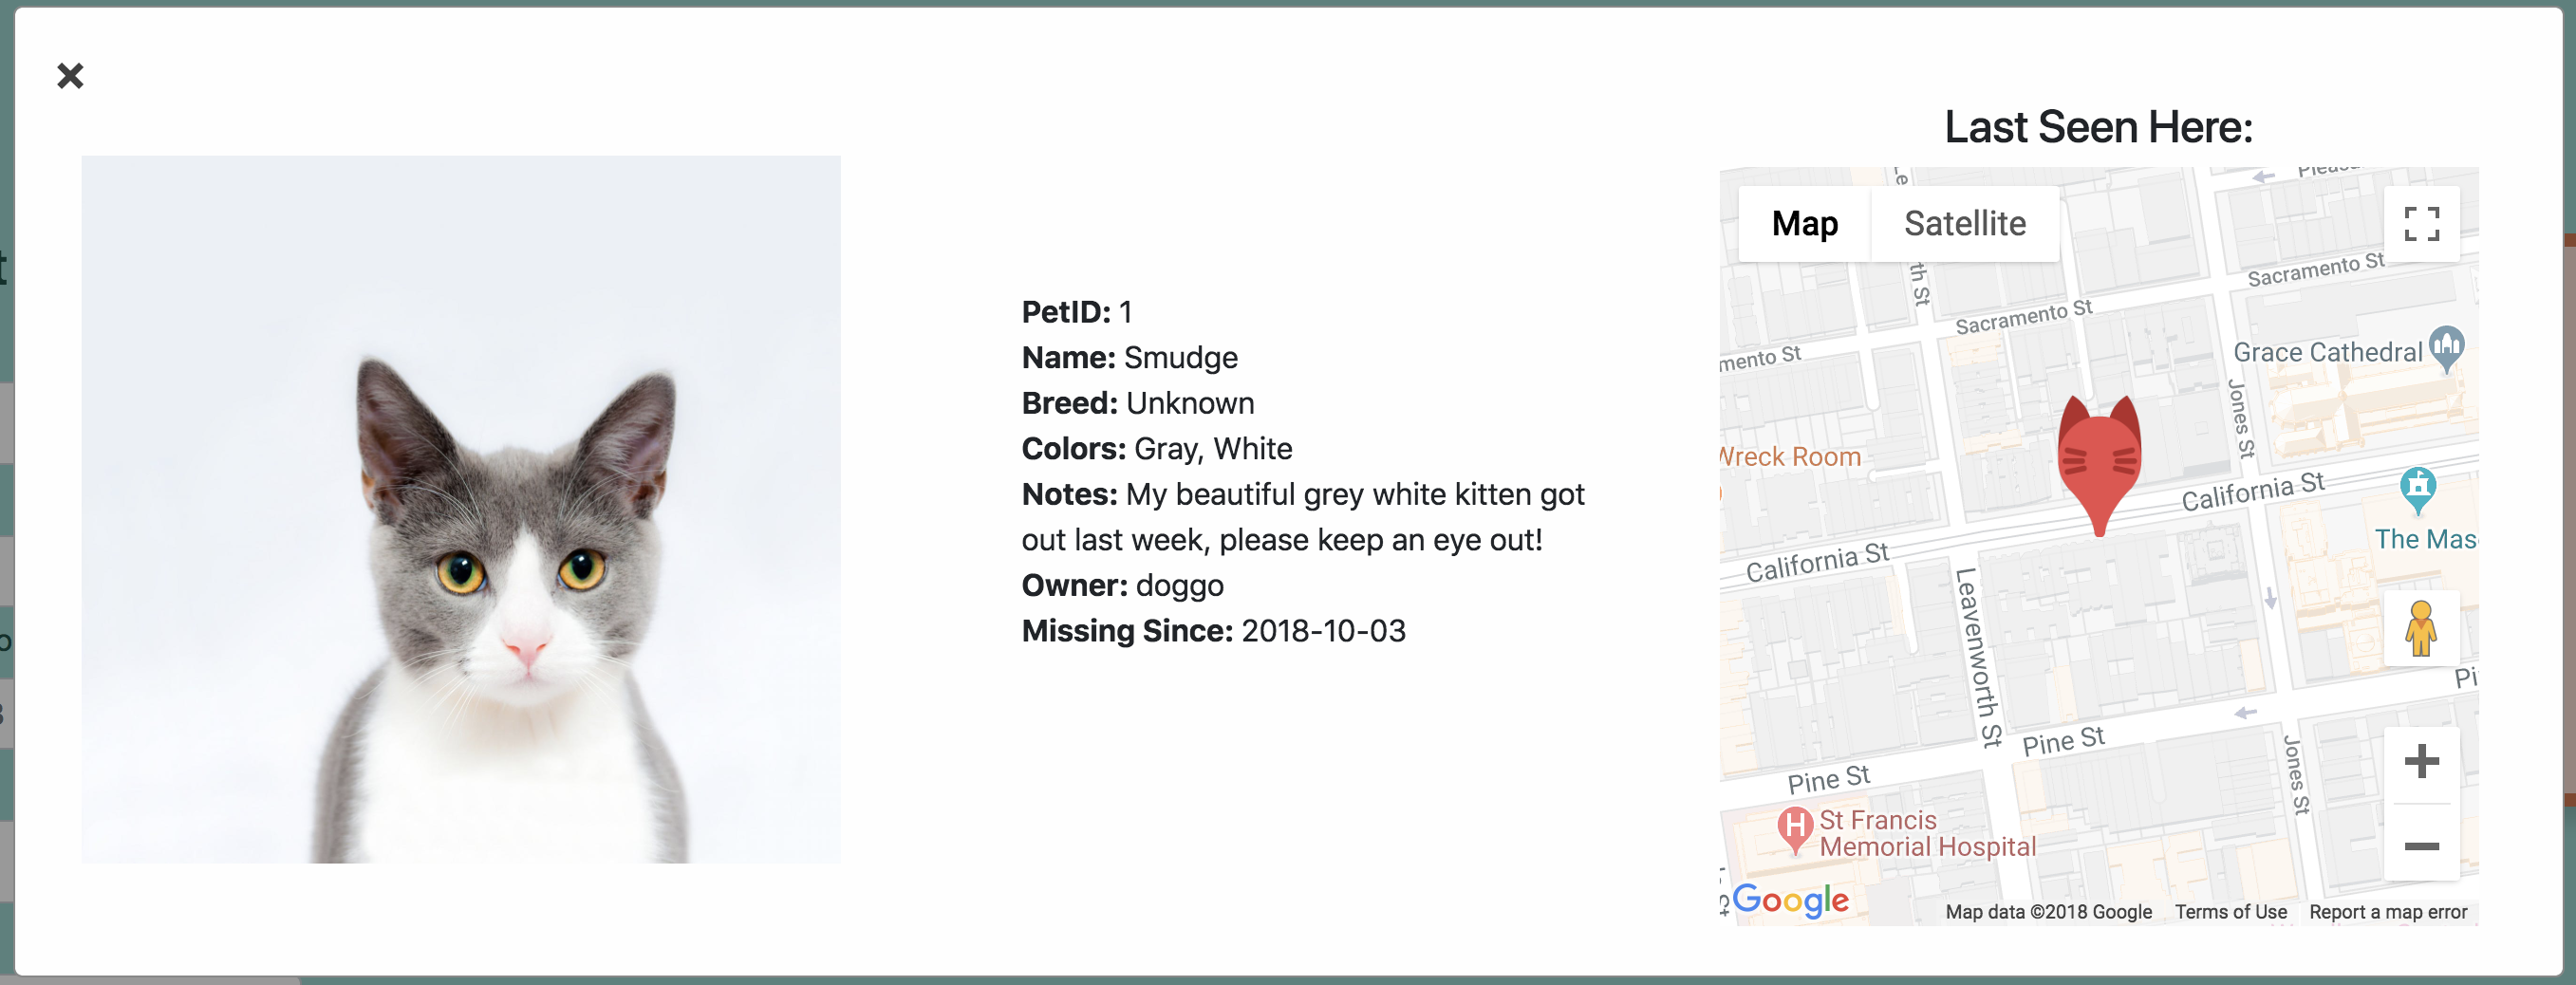 Last Seen Here:
PetID: 1
Name: Smudge
Breed: Unknown
Colors: Gray, White
Notes: My beautiful grey white kitten got
out last week, please keep an eye out!
Owner: doggo
Missing Since: 2018-10-03
Map
Satellite
Sacramento St
Sacramento St
mento St
th St
Grace Cathedral
Jones St
Wreck Room
California St
California St
The Mas
Leavenworth St
Pi
Pine St
Pine St
Jones St
St Francis
Memorial Hospital
H
St
Google
Map data ©2018 Google
Terms of Use
Report a map error